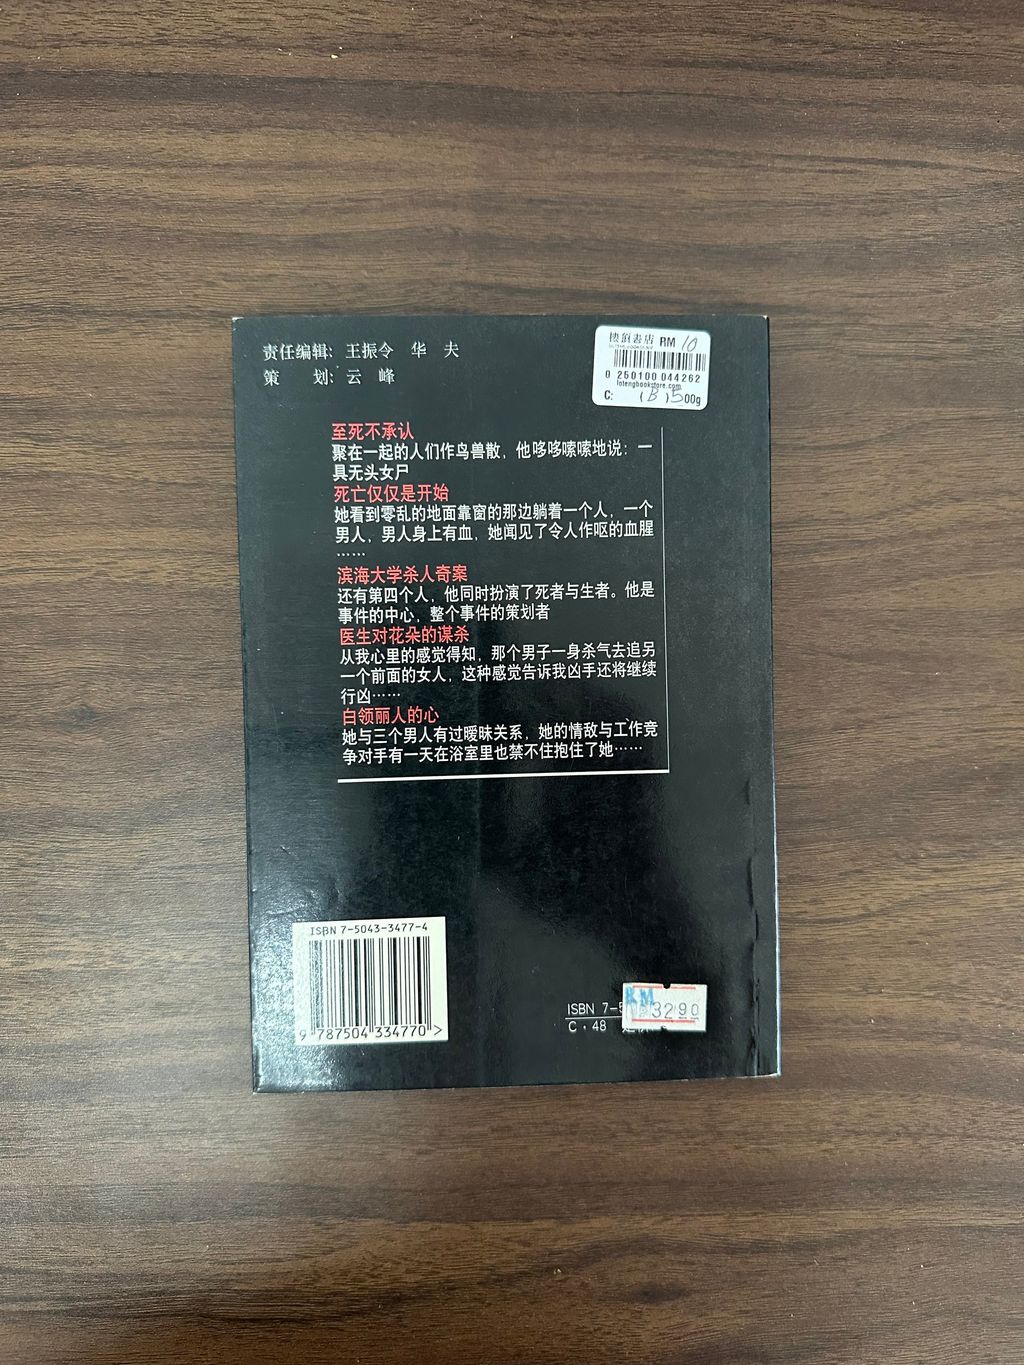 责任编辑：王振令 华 夫
策 划：云 峰
楼的書店 RM 10
0 250100 044262
lotengbookstore.com
C: (B) 500g
至死不承认
聚在一起的人们作鸟兽散，他哆哆嗦嗦地说：一
具无头女尸
死亡仅仅是开始
她看到零乱的地面靠窗的那边躺着一个人，一个
男人，男人身上有血，她闻见了令人作呕的血腥
……
滨海大学杀人奇案
还有第四个人，他同时扮演了死者与生者。他是
事件的中心，整个事件的策划者
医生对花朵的谋杀
从我心里的感觉得知，那个男子一身杀气去追另
一个前面的女人，这种感觉告诉我凶手还将继续
行凶……
白领丽人的心
她与三个男人有过暧昧关系，她的情敌与工作竞
争对手有一天在浴室里也禁不住抱住了她……
ISBN 7-5043-3477-4
9 787504 334770 >
ISBN 7-5
RM 3290
C·48